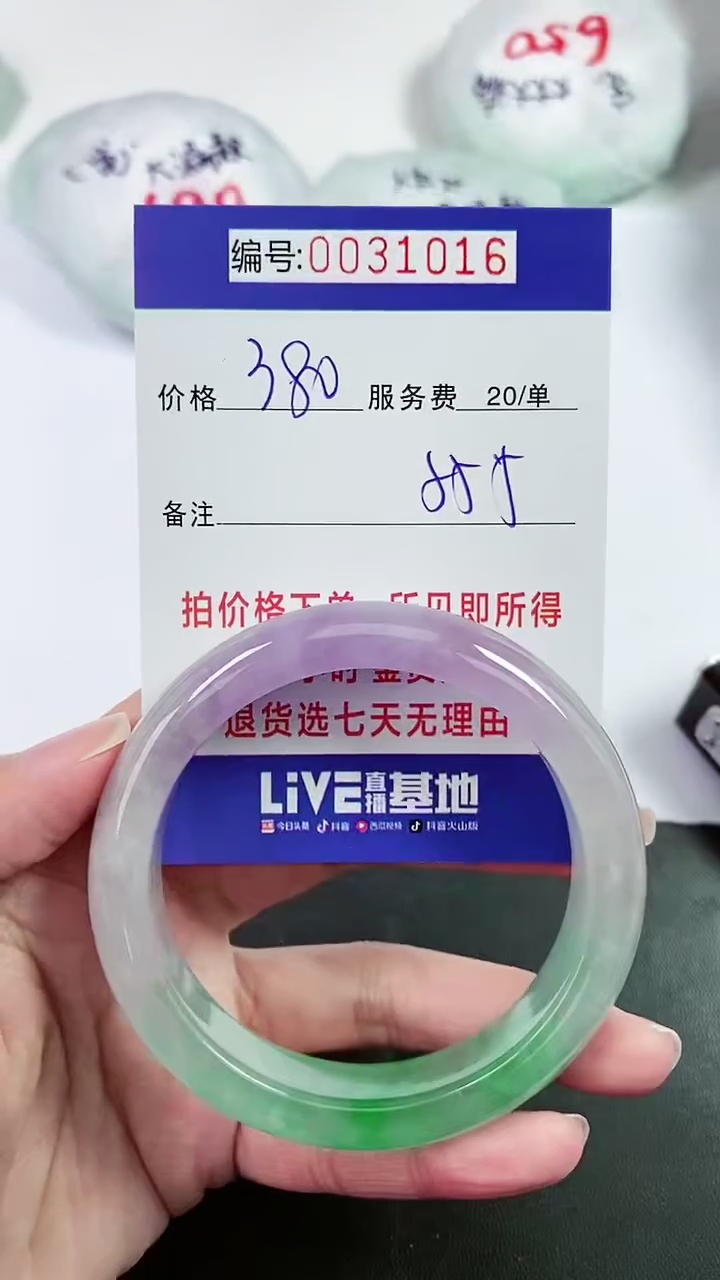 059
编号:0031016
价格 380 服务费 20/单
备注
拍价格下单 所见即所得
退货选七天无理由
LiVE直播基地
今日头条 抖音 西瓜视频 抖音火山版